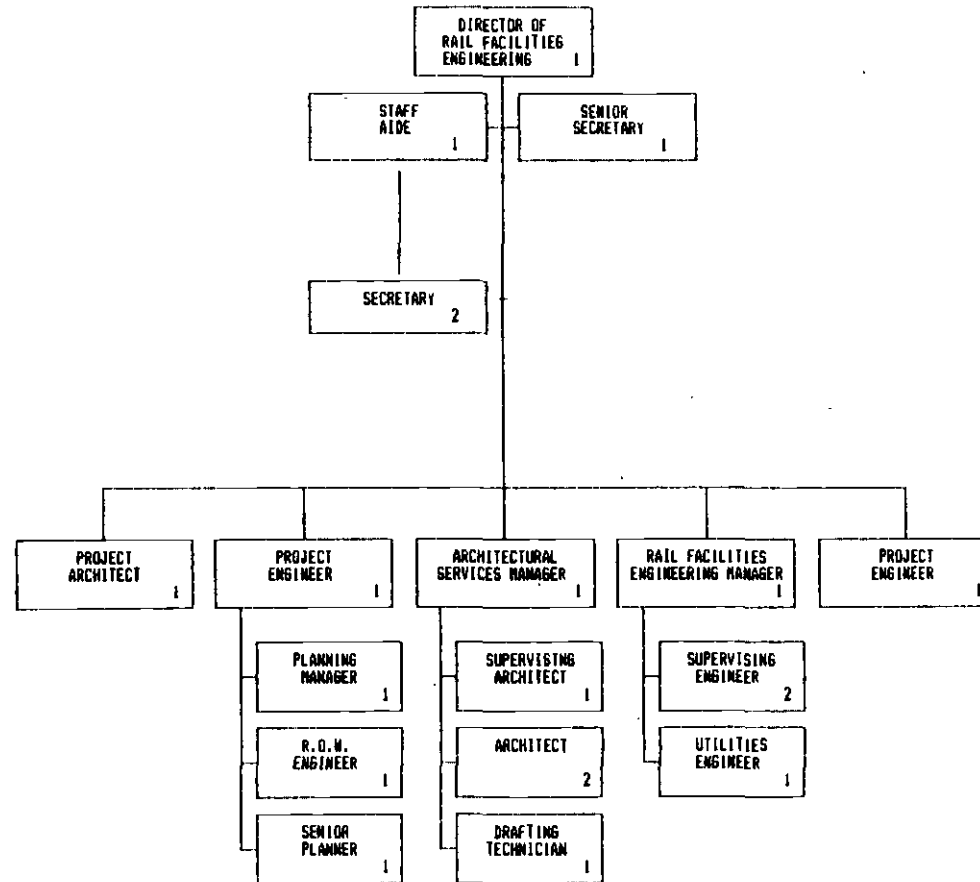 DIRECTOR OF
RAIL FACILITIES
ENGINEERING 1
STAFF
AIDE
1
SENIOR
SECRETARY
1
SECRETARY
2
PROJECT
ARCHITECT
1
PROJECT
ENGINEER
1
ARCHITECTURAL
SERVICES MANAGER
1
RAIL FACILITIES
ENGINEERING MANAGER
1
PROJECT
ENGINEER
1
PLANNING
MANAGER
1
R.O.W.
ENGINEER
1
SENIOR
PLANNER
1
SUPERVISING
ARCHITECT
1
ARCHITECT
2
DRAFTING
TECHNICIAN
1
SUPERVISING
ENGINEER
2
UTILITIES
ENGINEER
1